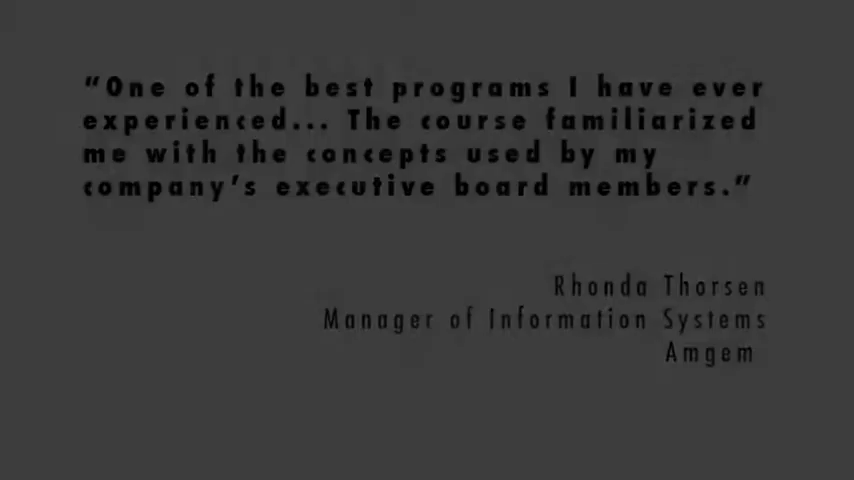 “One of the best programs I have ever
experienced... The course familiarized
me with the concepts used by my
company’s executive board members.”
Rhonda Thorsen
Manager of Information Systems
Amgem